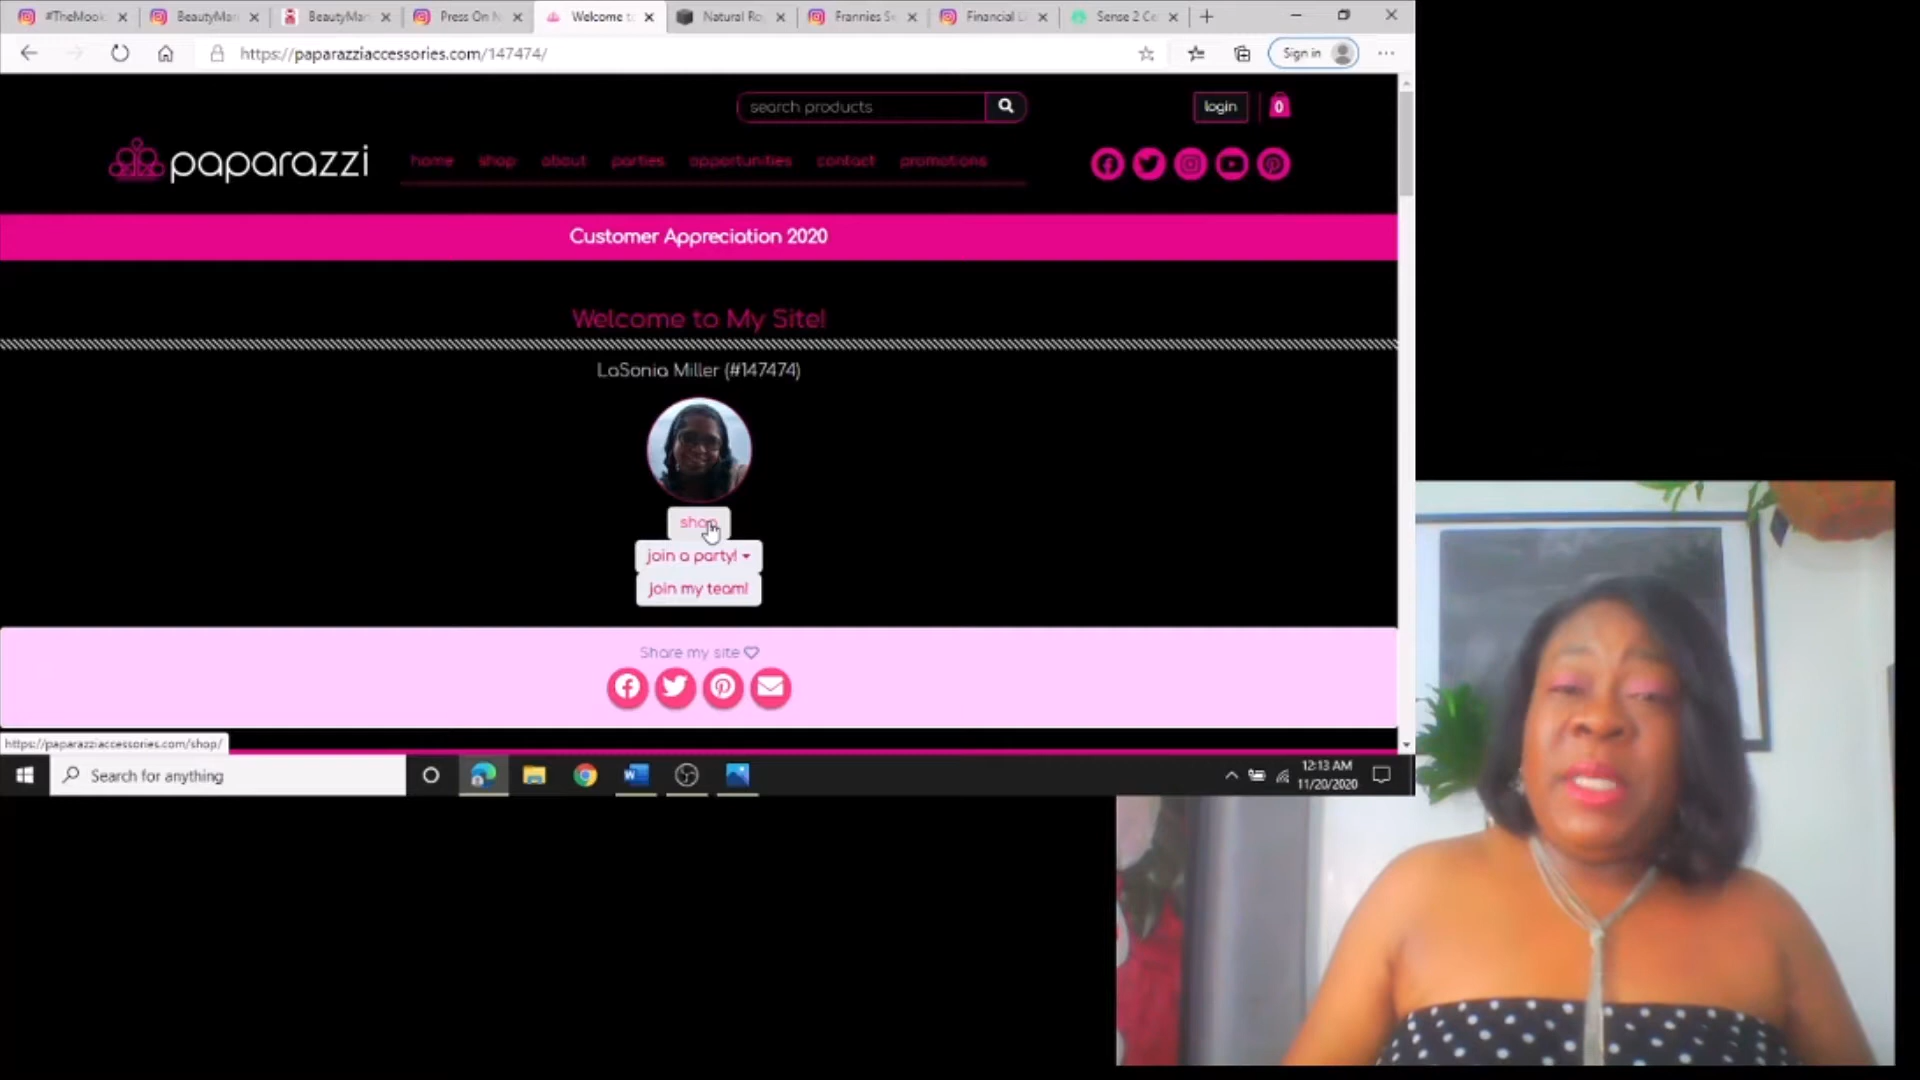 #TheMook
BeautyMar
BeautyMar
Press On N
Welcome to
Natural Ro
Frannies Se
Financial
Sense 2 Ce
https://paparazziaccessories.com/147474/
Sign in
search products
login
0
paparazzi
home shop about parties opportunities contact promotions
Customer Appreciation 2020
Welcome to My Site!
LaSonia Miller (#147474)
shop
join a party!
join my team!
Share my site
https://paparazziaccessories.com/shop/
Search for anything
12:13 AM
11/20/2020